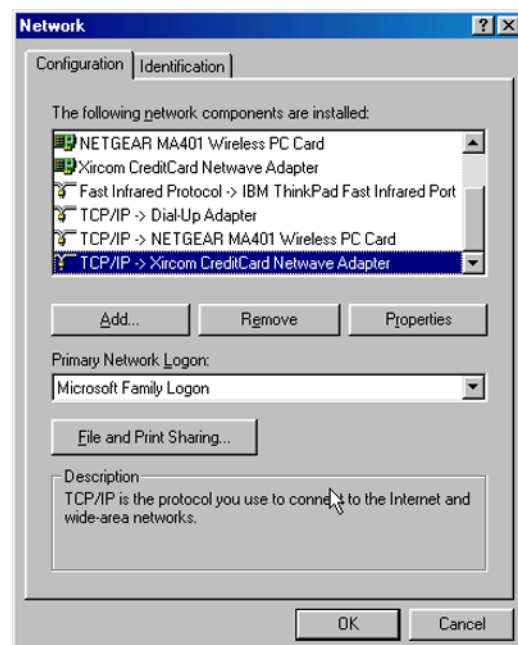 Network
Configuration
Identification
The following network components are installed:
NETGEAR MA401 Wireless PC Card
Xircom CreditCard Netwave Adapter
Fast Infrared Protocol -> IBM ThinkPad Fast Infrared Port
TCP/IP -> Dial-Up Adapter
TCP/IP -> NETGEAR MA401 Wireless PC Card
TCP/IP -> Xircom CreditCard Netwave Adapter
Add...
Remove
Properties
Primary Network Logon:
Microsoft Family Logon
File and Print Sharing...
Description
TCP/IP is the protocol you use to connect to the Internet and
wide-area networks.
OK
Cancel